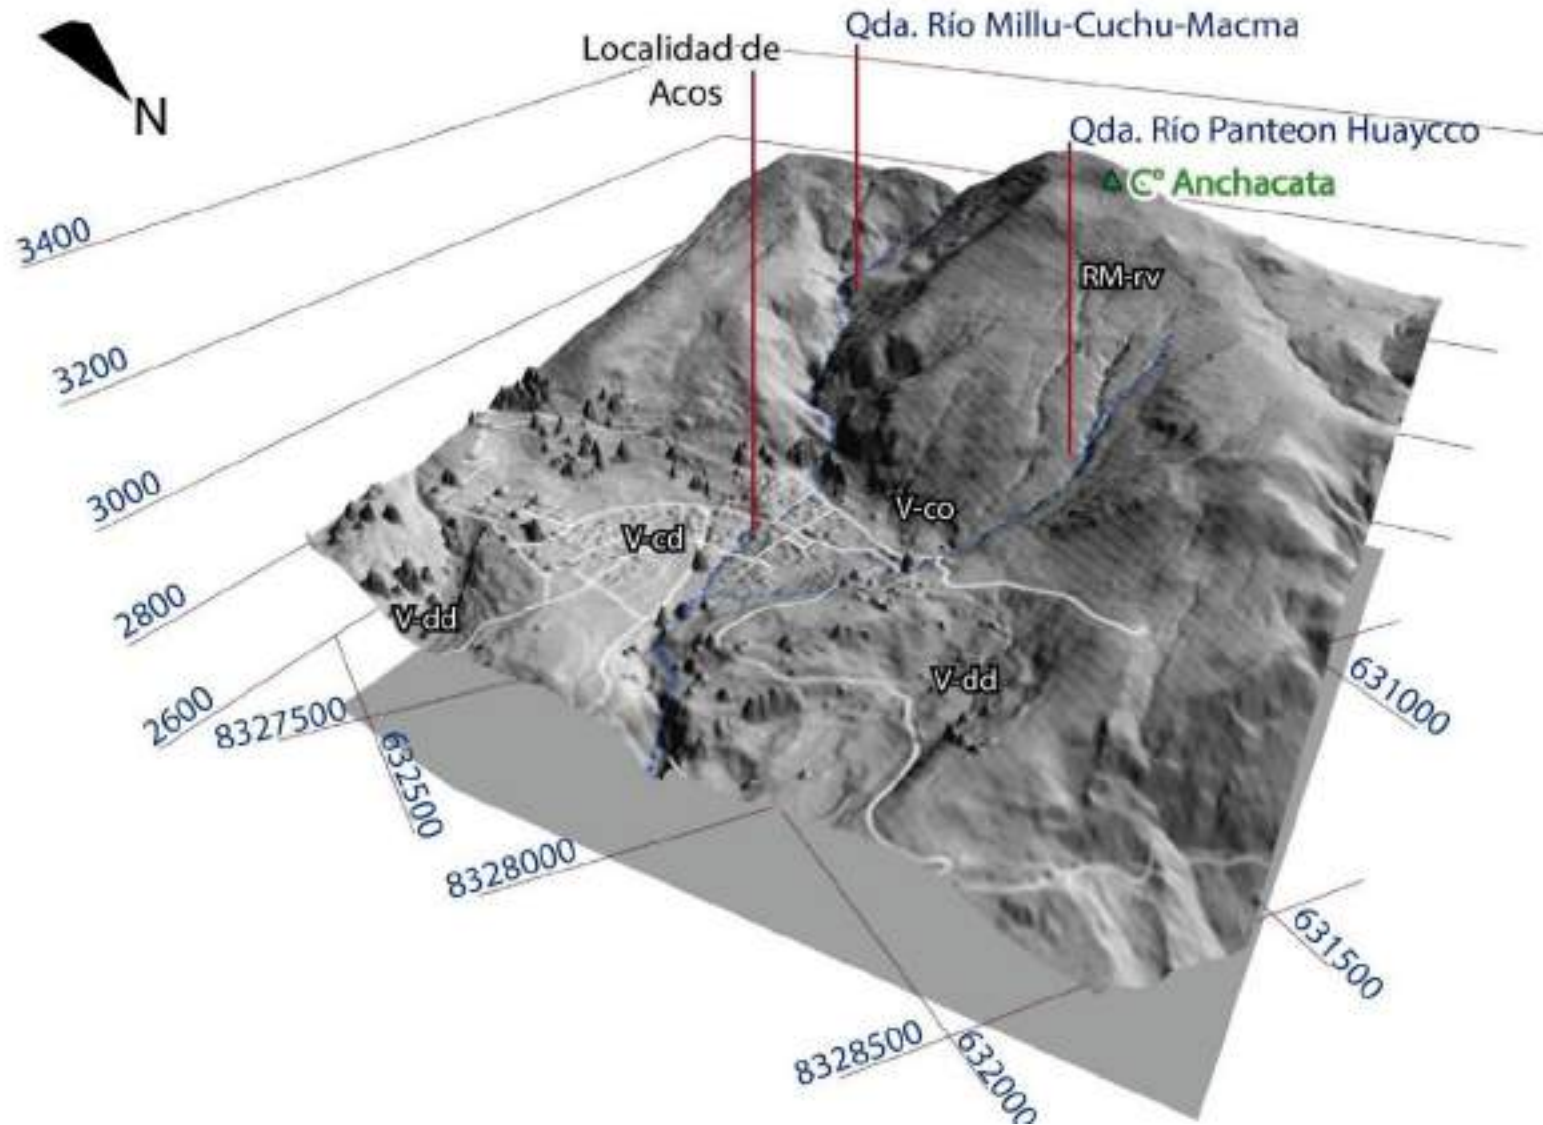 Qda. Río Millu-Cuchu-Macma
Localidad de
Acos
N
Qda. Río Panteon Huaycco
C° Anchacata
3400
RM-rv
3200
3000
V-co
V-cd
2800
V-dd
V-dd
2600
8327500
631000
632500
8328000
631500
8328500
632000